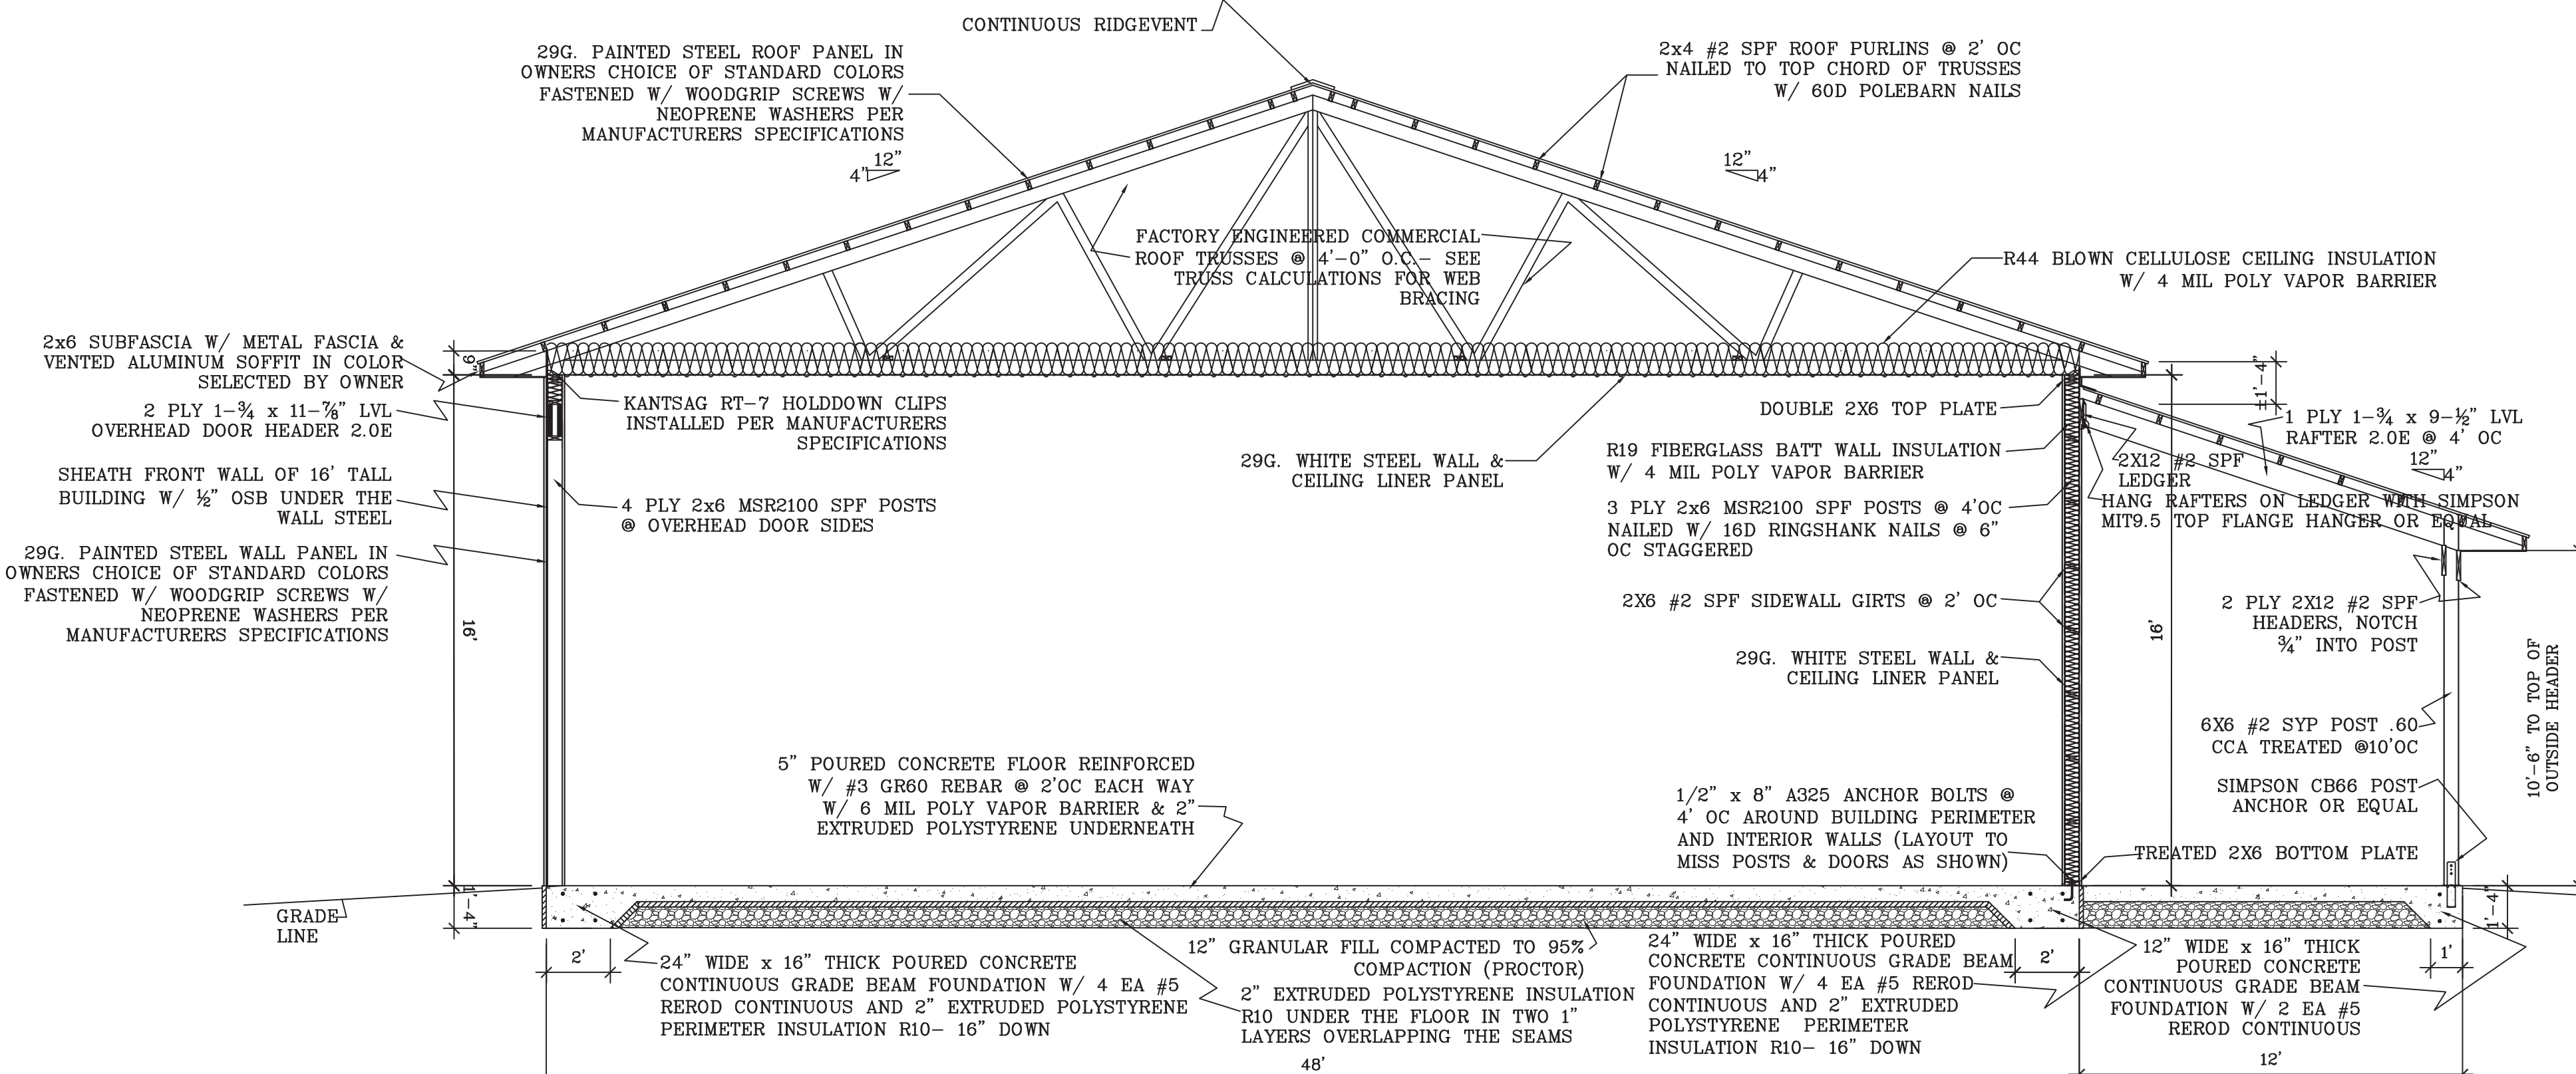 CONTINUOUS RIDGEVENT
29G. PAINTED STEEL ROOF PANEL IN
OWNERS CHOICE OF STANDARD COLORS
FASTENED W/ WOODGRIP SCREWS W/
NEOPRENE WASHERS PER
MANUFACTURERS SPECIFICATIONS
12"
4"
2x4 #2 SPF ROOF PURLINS @ 2' OC
NAILED TO TOP CHORD OF TRUSSES
W/ 60D POLEBARN NAILS
12"
4"
FACTORY ENGINEERED COMMERCIAL
ROOF TRUSSES @ 4'-0" O.C.- SEE
TRUSS CALCULATIONS FOR WEB
BRACING
R44 BLOWN CELLULOSE CEILING INSULATION
W/ 4 MIL POLY VAPOR BARRIER
2x6 SUBFASCIA W/ METAL FASCIA &
VENTED ALUMINUM SOFFIT IN COLOR
SELECTED BY OWNER
9"
2 PLY 1-¾ x 11-⅞" LVL
OVERHEAD DOOR HEADER 2.0E
SHEATH FRONT WALL OF 16' TALL
BUILDING W/ ½" OSB UNDER THE
WALL STEEL
29G. PAINTED STEEL WALL PANEL IN
OWNERS CHOICE OF STANDARD COLORS
FASTENED W/ WOODGRIP SCREWS W/
NEOPRENE WASHERS PER
MANUFACTURERS SPECIFICATIONS
16'
KANTSAG RT-7 HOLDDOWN CLIPS
INSTALLED PER MANUFACTURERS
SPECIFICATIONS
4 PLY 2x6 MSR2100 SPF POSTS
@ OVERHEAD DOOR SIDES
29G. WHITE STEEL WALL &
CEILING LINER PANEL
DOUBLE 2X6 TOP PLATE
R19 FIBERGLASS BATT WALL INSULATION
W/ 4 MIL POLY VAPOR BARRIER
3 PLY 2x6 MSR2100 SPF POSTS @ 4'OC
NAILED W/ 16D RINGSHANK NAILS @ 6"
OC STAGGERED
2X6 #2 SPF SIDEWALL GIRTS @ 2' OC
29G. WHITE STEEL WALL &
CEILING LINER PANEL
±1'-4"
1 PLY 1-¾ x 9-½" LVL
RAFTER 2.0E @ 4' OC
12"
4"
2X12 #2 SPF
LEDGER
HANG RAFTERS ON LEDGER WITH SIMPSON
MIT9.5 TOP FLANGE HANGER OR EQUAL
16'
2 PLY 2X12 #2 SPF
HEADERS, NOTCH
¾" INTO POST
6X6 #2 SYP POST .60
CCA TREATED @10'OC
SIMPSON CB66 POST
ANCHOR OR EQUAL
10'-6" TO TOP OF
OUTSIDE HEADER
5" POURED CONCRETE FLOOR REINFORCED
W/ #3 GR60 REBAR @ 2'OC EACH WAY
W/ 6 MIL POLY VAPOR BARRIER & 2"
EXTRUDED POLYSTYRENE UNDERNEATH
1/2" x 8" A325 ANCHOR BOLTS @
4' OC AROUND BUILDING PERIMETER
AND INTERIOR WALLS (LAYOUT TO
MISS POSTS & DOORS AS SHOWN)
TREATED 2X6 BOTTOM PLATE
GRADE
LINE
1'-4"
2'
24" WIDE x 16" THICK POURED CONCRETE
CONTINUOUS GRADE BEAM FOUNDATION W/ 4 EA #5
REROD CONTINUOUS AND 2" EXTRUDED POLYSTYRENE
PERIMETER INSULATION R10- 16" DOWN
12" GRANULAR FILL COMPACTED TO 95%
COMPACTION (PROCTOR)
2" EXTRUDED POLYSTYRENE INSULATION
R10 UNDER THE FLOOR IN TWO 1"
LAYERS OVERLAPPING THE SEAMS
24" WIDE x 16" THICK POURED
CONCRETE CONTINUOUS GRADE BEAM
FOUNDATION W/ 4 EA #5 REROD
CONTINUOUS AND 2" EXTRUDED
POLYSTYRENE PERIMETER
INSULATION R10- 16" DOWN
2'
12" WIDE x 16" THICK
POURED CONCRETE
CONTINUOUS GRADE BEAM
FOUNDATION W/ 2 EA #5
REROD CONTINUOUS
1'
1'-4"
48'
12'